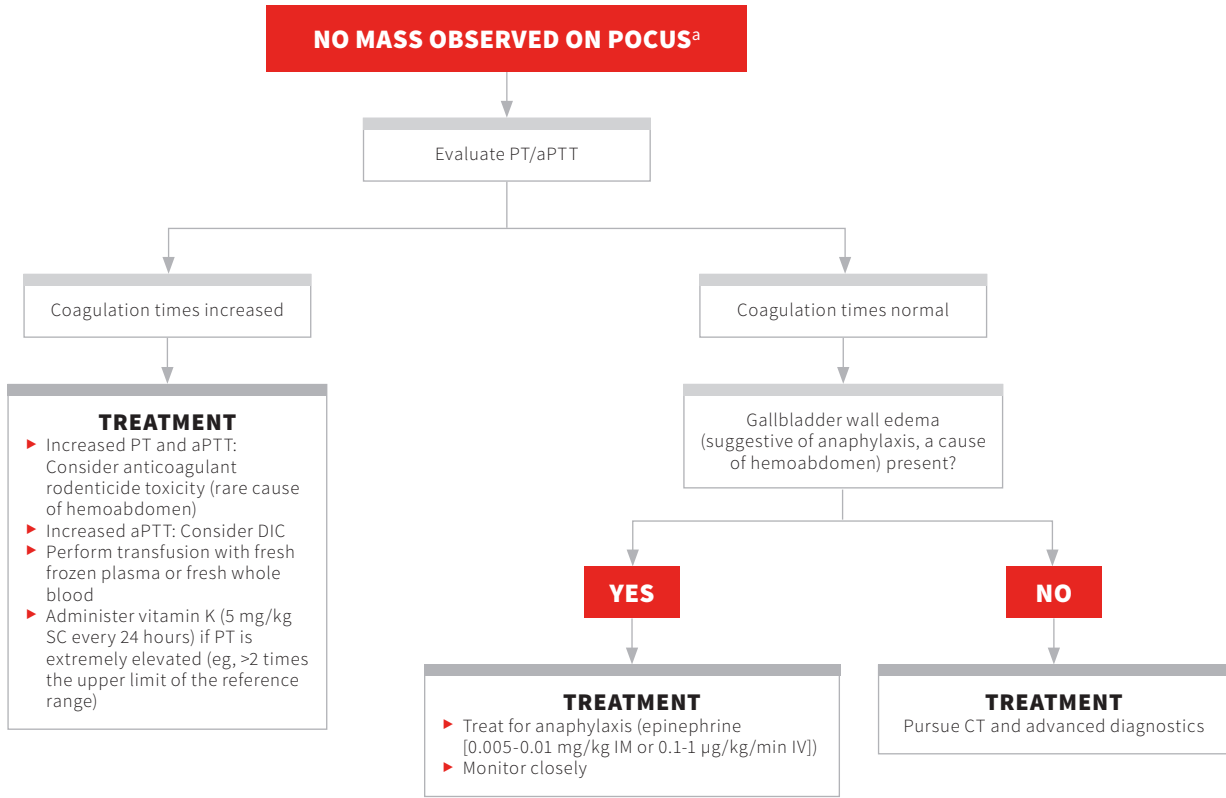 NO MASS OBSERVED ON POCUSᵃ
Evaluate PT/aPTT
Coagulation times increased
Coagulation times normal
TREATMENT
► Increased PT and aPTT:
Consider anticoagulant
rodenticide toxicity (rare cause
of hemoabdomen)
► Increased aPTT: Consider DIC
► Perform transfusion with fresh
frozen plasma or fresh whole
blood
► Administer vitamin K (5 mg/kg
SC every 24 hours) if PT is
extremely elevated (eg, >2 times
the upper limit of the reference
range)
Gallbladder wall edema
(suggestive of anaphylaxis, a cause
of hemoabdomen) present?
YES
NO
TREATMENT
► Treat for anaphylaxis (epinephrine
[0.005-0.01 mg/kg IM or 0.1-1 µg/kg/min IV])
► Monitor closely
TREATMENT
Pursue CT and advanced diagnostics